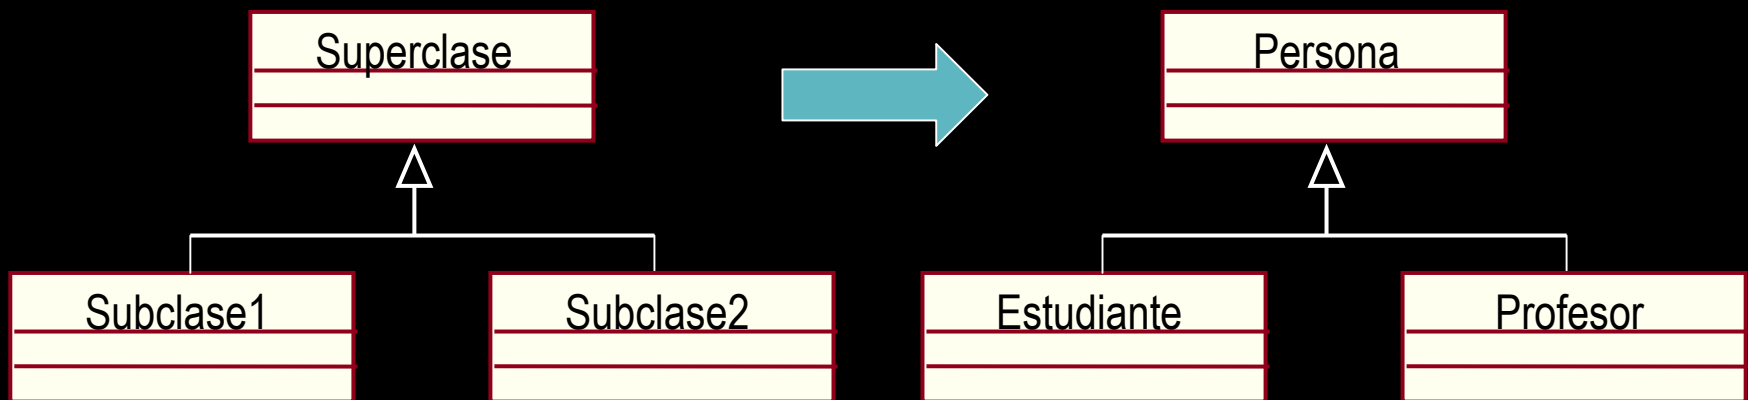 Superclase
Persona
Subclase1
Subclase2
Estudiante
Profesor